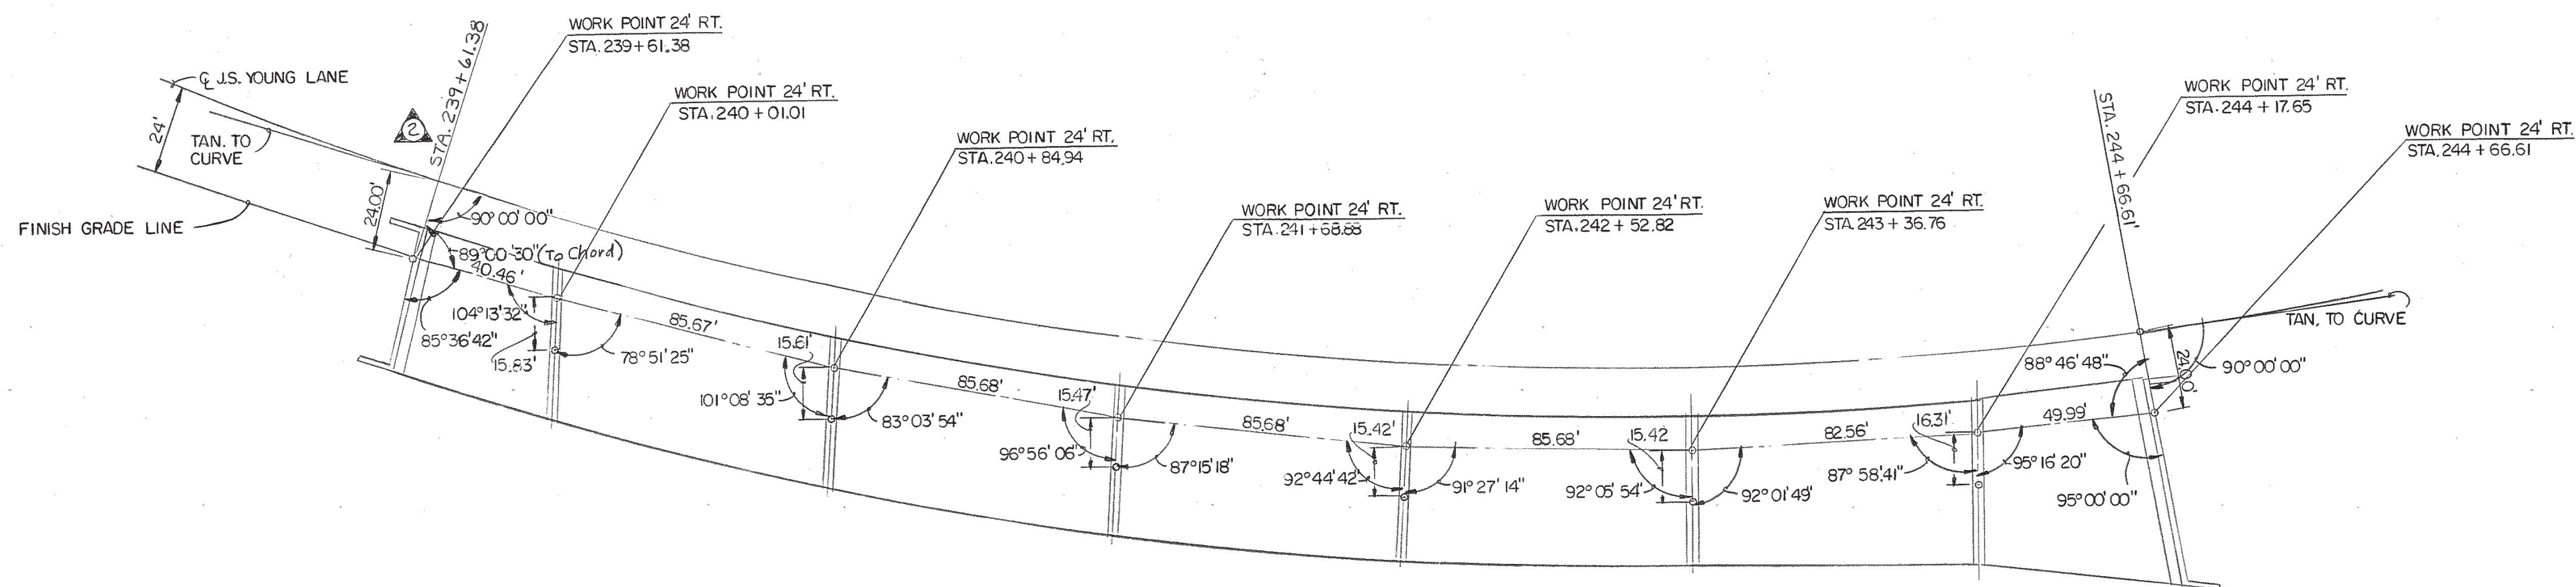 WORK POINT 24' RT.
STA. 239+61.38
℄ J.S. YOUNG LANE
24'
TAN. TO
CURVE
2
STA. 239+61.38
WORK POINT 24' RT.
STA. 240 + 01.01
WORK POINT 24' RT.
STA. 240 + 84.94
WORK POINT 24' RT.
STA. 241 + 68.88
WORK POINT 24' RT.
STA. 242 + 52.82
WORK POINT 24' RT.
STA. 243 + 36.76
STA. 244 + 66.61'
WORK POINT 24' RT.
STA. 244 + 17.65
WORK POINT 24' RT.
STA. 244 + 66.61
FINISH GRADE LINE
24.00'
90° 00' 00"
89°00'30" (To Chord)
40.46'
104°13'32"
85°36'42"
15.83'
78°51'25"
85.67'
15.61'
101°08'35"
83°03'54"
85.68'
15.47'
96°56'06"
87°15'18"
85.68'
15.42'
92°44'42"
91°27'14"
85.68'
15.42
92°05'54"
92°01'49'
82.56'
16.31'
87°58'41"
95°16'20"
49.99'
95°00'00"
88°46'48"
90°00'00"
TAN. TO CURVE